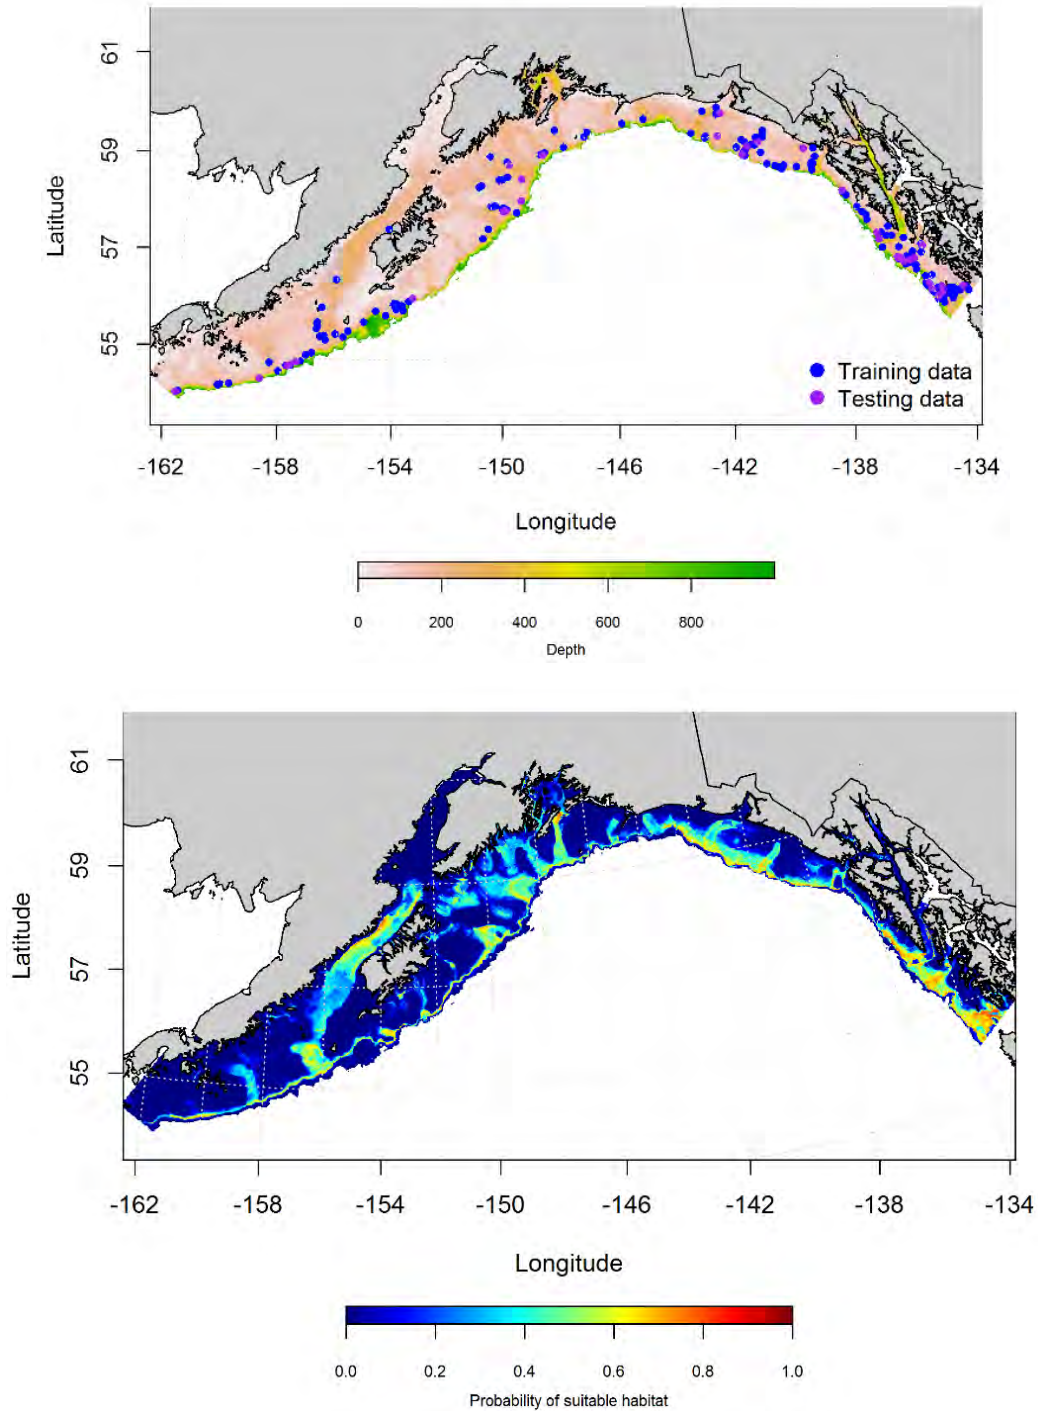 61
59
57
55
Latitude
Training data
Testing data
-162 -158 -154 -150 -146 -142 -138 -134
Longitude
0 200 400 600 800
Depth
61
59
57
55
Latitude
-162 -158 -154 -150 -146 -142 -138 -134
Longitude
0.0 0.2 0.4 0.6 0.8 1.0
Probability of suitable habitat